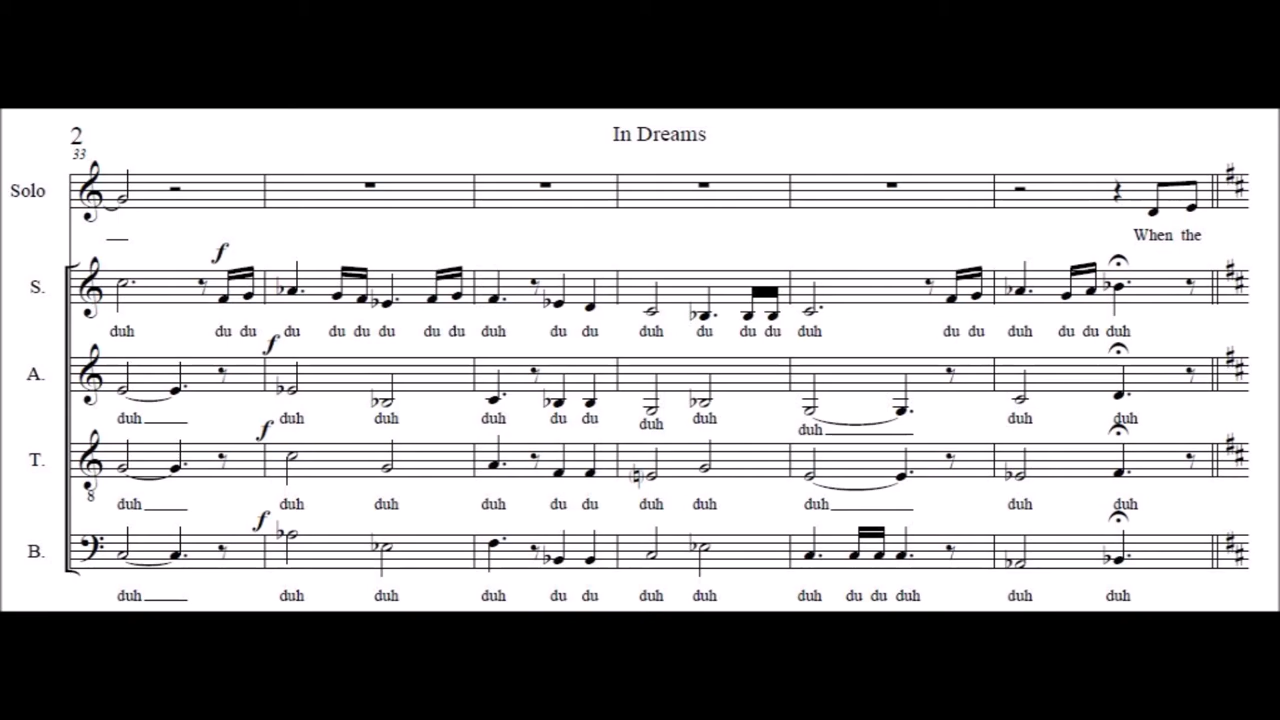 2
In Dreams
33
Solo
When the
f
S.
duh du du du du du du du du duh du du duh du du du duh du du duh du du duh
f
A.
duh duh duh duh du du duh duh duh duh duh
f
T.
8
duh duh duh duh du du duh duh duh duh duh
f
B.
duh duh duh duh du du duh duh duh du du duh duh duh